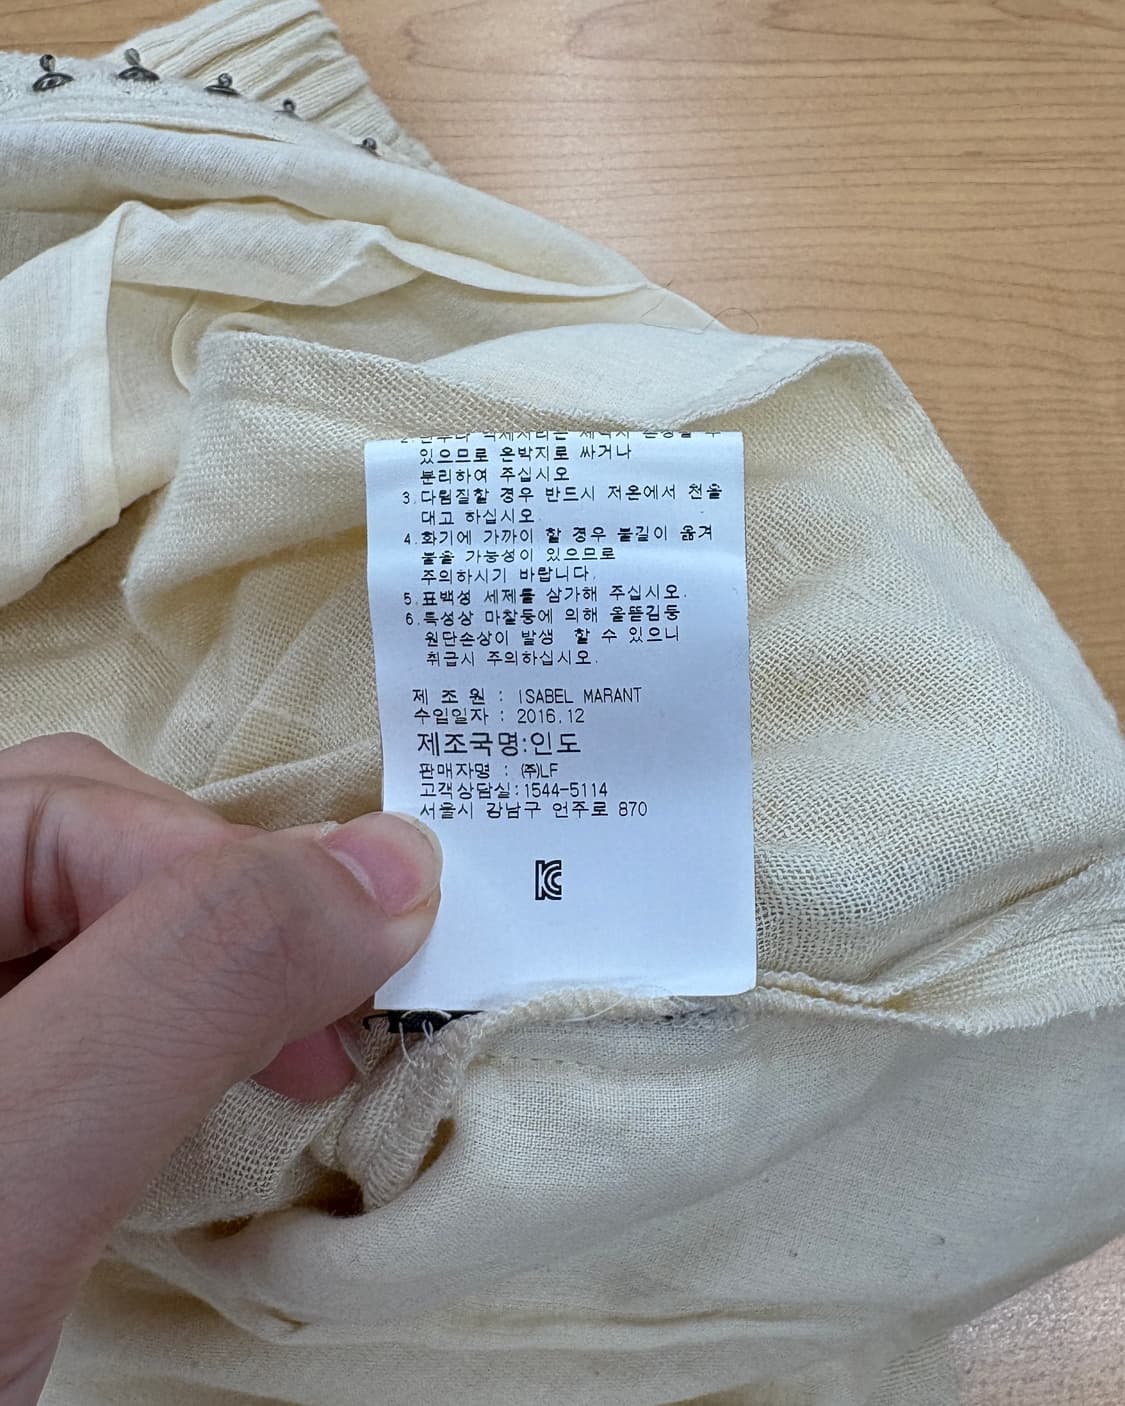 있으므로 은박지로 싸거나
분리하여 주십시오
3.다림질할 경우 반드시 저온에서 천을
대고 하십시오
4.화기에 가까이 할 경우 불길이 옮겨
붙을 가능성이 있으므로
주의하시기 바랍니다.
5.표백성 세제를 삼가해 주십시오.
6.특성상 마찰등에 의해 올뜯김등
원단손상이 발생 할 수 있으니
취급시 주의하십시오.
제 조 원 : ISABEL MARANT
수입일자 : 2016.12
제조국명:인도
판매자명 : ㈜LF
고객상담실:1544-5114
서울시 강남구 언주로 870